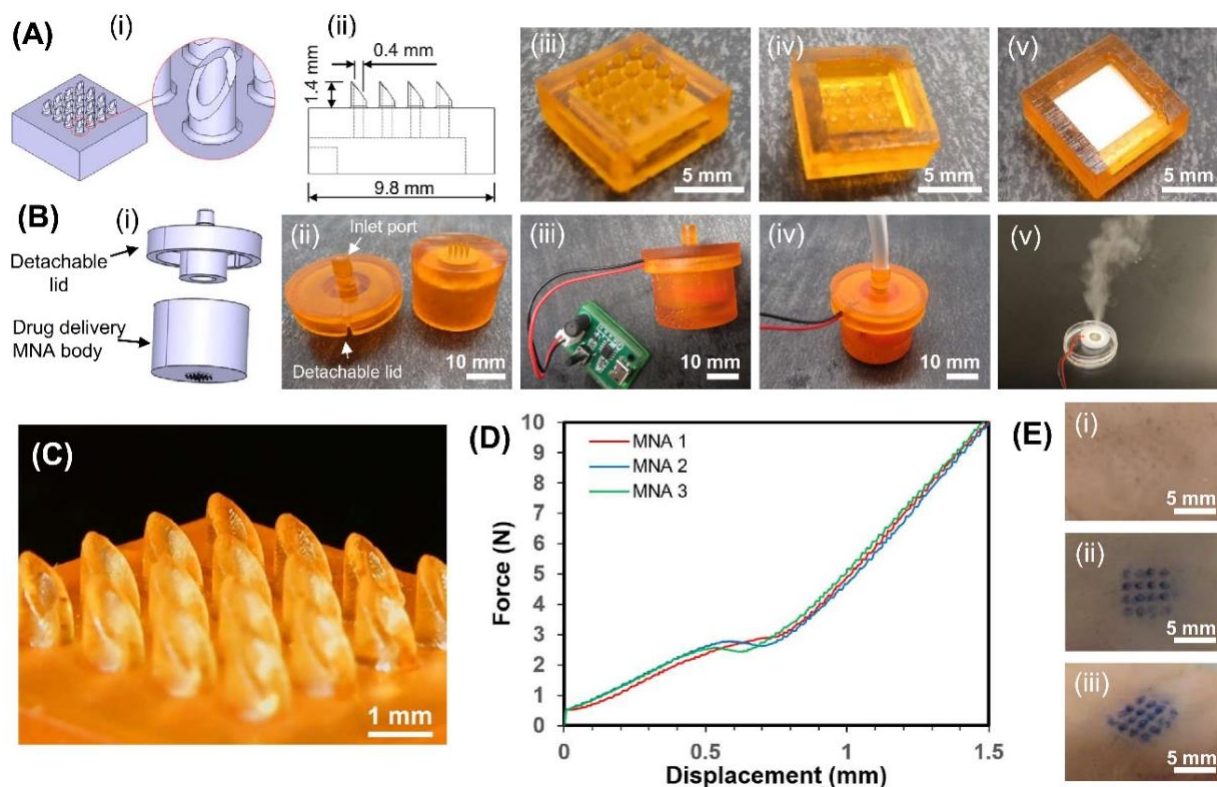 (A)
(i)
(ii)
0.4 mm
1.4 mm
9.8 mm
(iii)
5 mm
(iv)
5 mm
(v)
5 mm
(B)
(i)
Detachable
lid
Drug delivery
MNA body
(ii)
Inlet port
Detachable lid
10 mm
(iii)
10 mm
(iv)
10 mm
(v)
(C)
1 mm
(D)
MNA 1
MNA 2
MNA 3
Force (N)
10
9
8
7
6
5
4
3
2
1
0
0
0.5
1
1.5
Displacement (mm)
(E)
(i)
5 mm
(ii)
5 mm
(iii)
5 mm